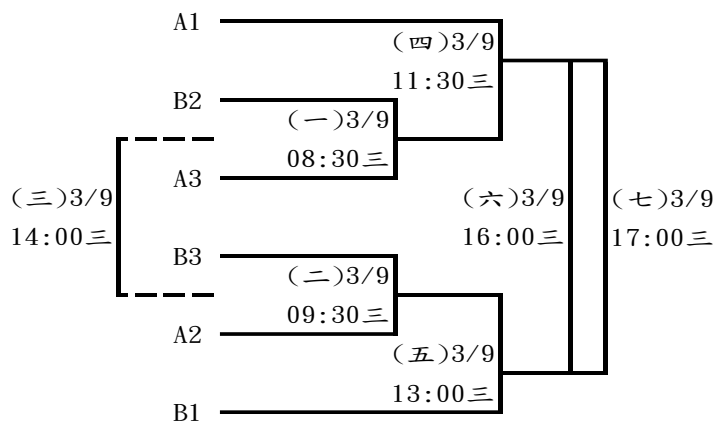 A1
(四)3/9
11:30三
B2
(一)3/9
08:30三
A3
(三)3/9
14:00三
(六)3/9
16:00三
(七)3/9
17:00三
B3
(二)3/9
09:30三
A2
(五)3/9
13:00三
B1